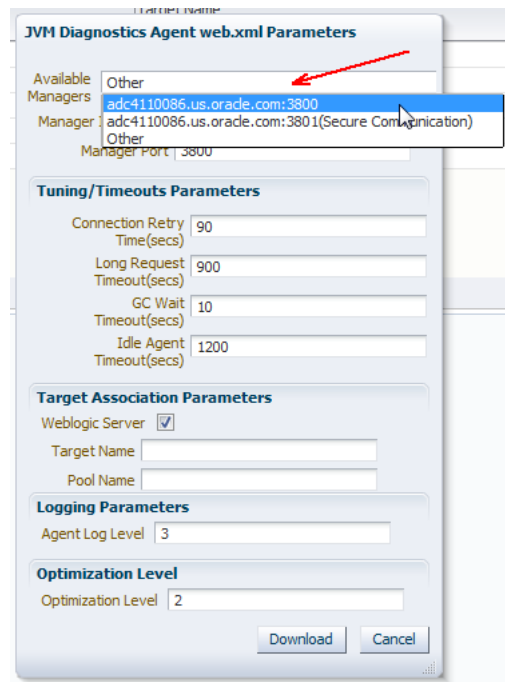 Target Name
JVM Diagnostics Agent web.xml Parameters
Available Managers
Other
adc4110086.us.oracle.com:3800
adc4110086.us.oracle.com:3801(Secure Communication)
Other
Manager
Manager Port 3800
Tuning/Timeouts Parameters
Connection Retry Time(secs) 90
Long Request Timeout(secs) 900
GC Wait Timeout(secs) 10
Idle Agent Timeout(secs) 1200
Target Association Parameters
Weblogic Server
Target Name
Pool Name
Logging Parameters
Agent Log Level 3
Optimization Level
Optimization Level 2
Download Cancel